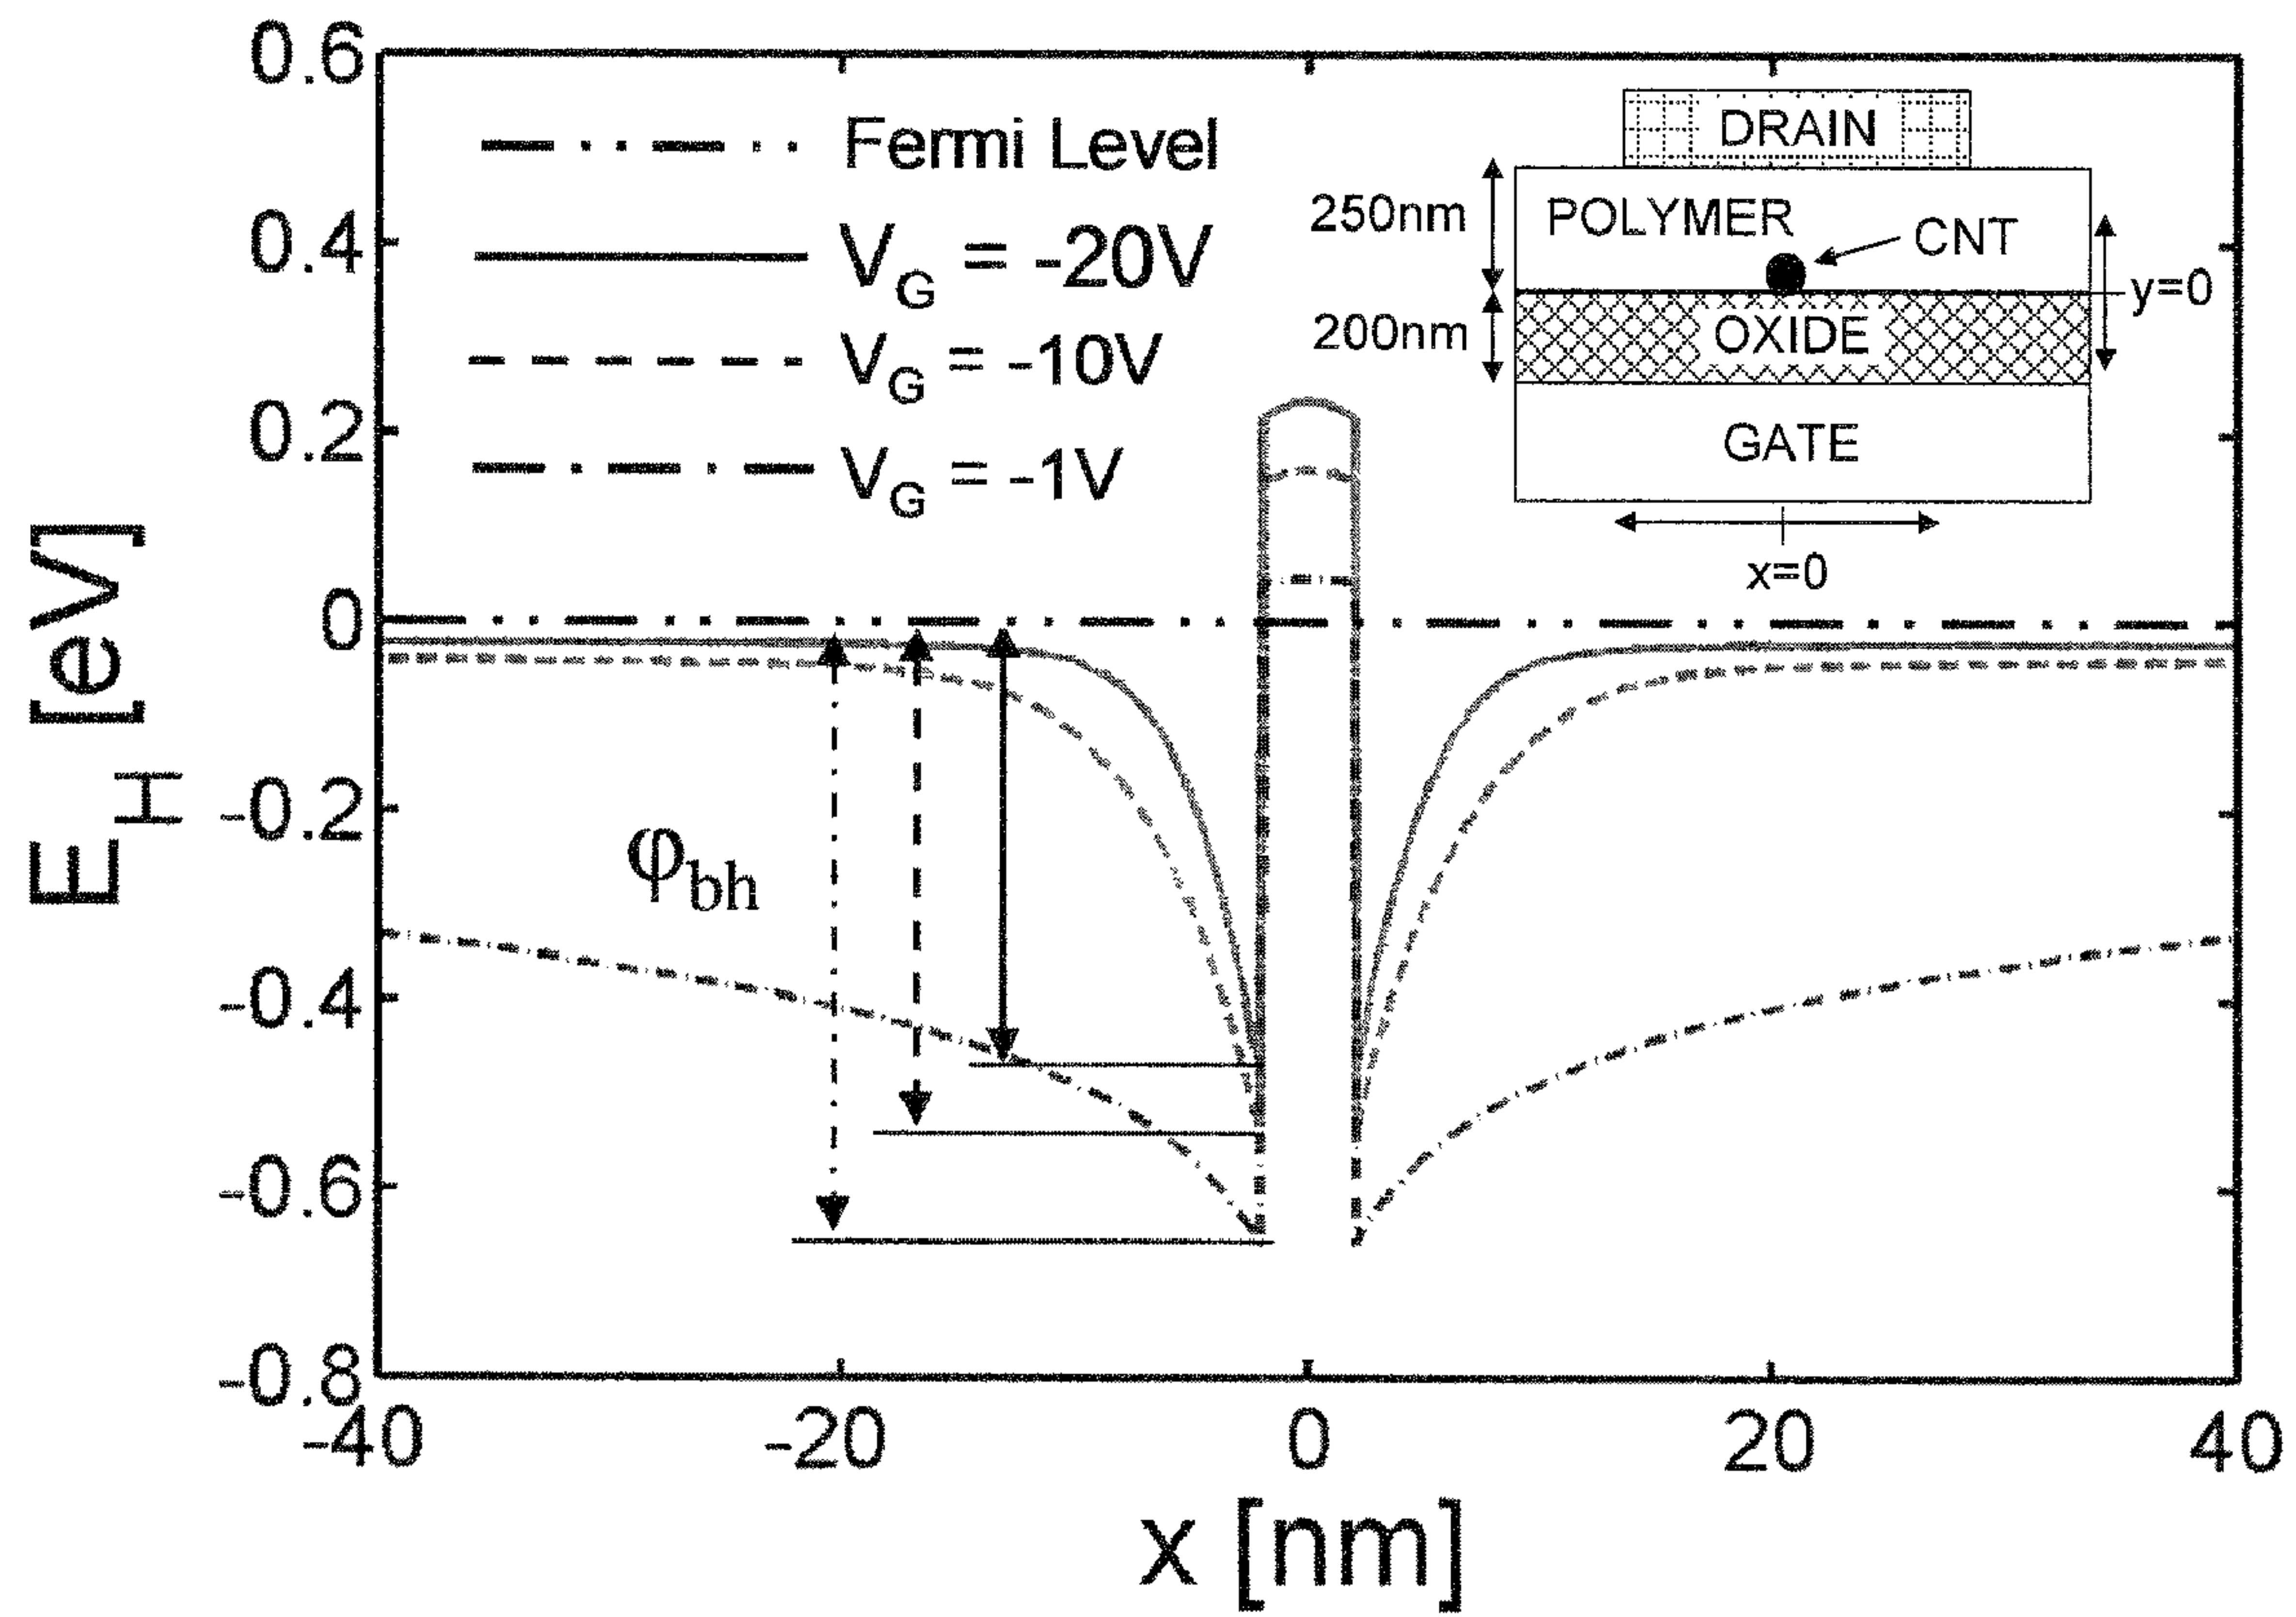 0.6
0.4
0.2
0
-0.2
-0.4
-0.6
-0.8
E_H [eV]
Fermi Level
V_G = -20V
V_G = -10V
V_G = -1V
φ_bh
DRAIN
250nm
POLYMER
CNT
y=0
200nm
OXIDE
GATE
x=0
-40
-20
0
20
40
x [nm]